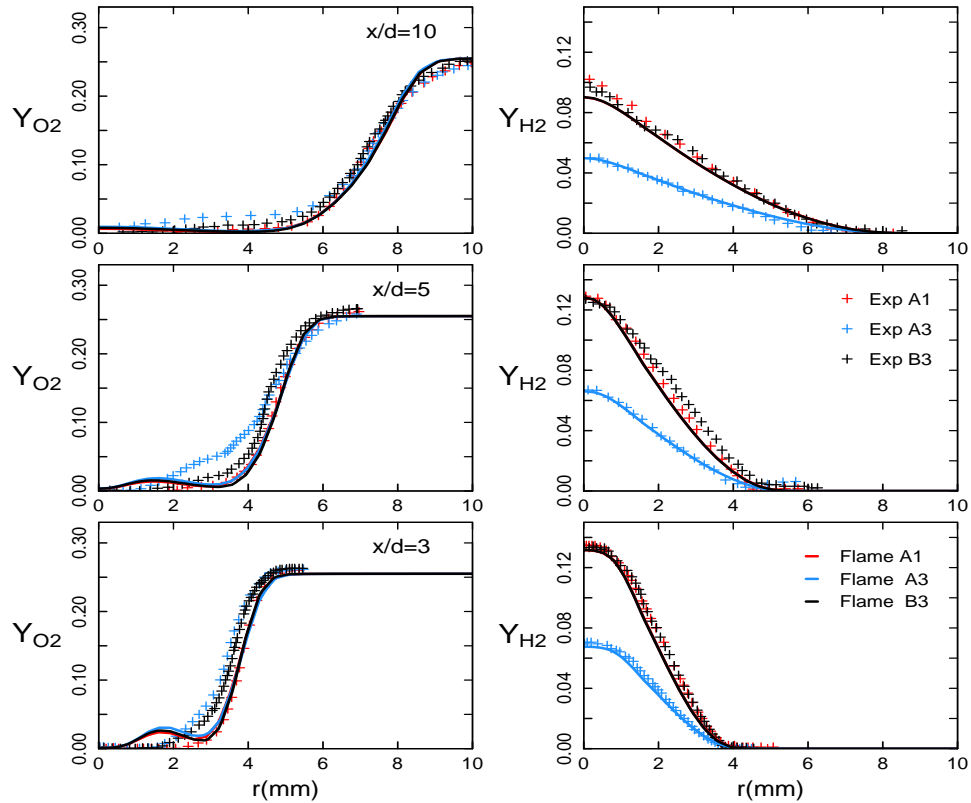 x/d=10
Y_O2
0.00 0.10 0.20 0.30
0 2 4 6 8 10
Y_H2
0.00 0.04 0.08 0.12
0 2 4 6 8 10
x/d=5
Y_O2
0.00 0.10 0.20 0.30
0 2 4 6 8 10
Exp A1
Exp A3
Exp B3
Y_H2
0.00 0.04 0.08 0.12
0 2 4 6 8 10
x/d=3
Y_O2
0.00 0.10 0.20 0.30
0 2 4 6 8 10
r(mm)
Flame A1
Flame A3
Flame B3
Y_H2
0.00 0.04 0.08 0.12
0 2 4 6 8 10
r(mm)